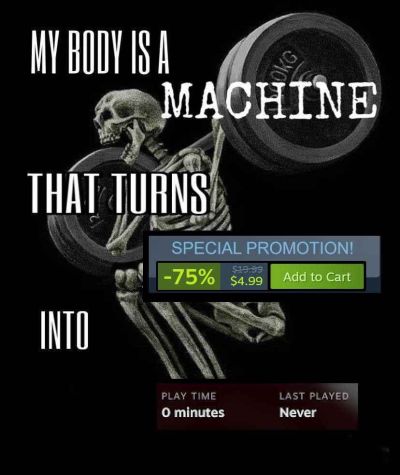 MY BODY IS A
MACHINE
THAT TURNS
SPECIAL PROMOTION!
-75%
$19.99
$4.99
Add to Cart
INTO
PLAY TIME
LAST PLAYED
0 minutes
Never